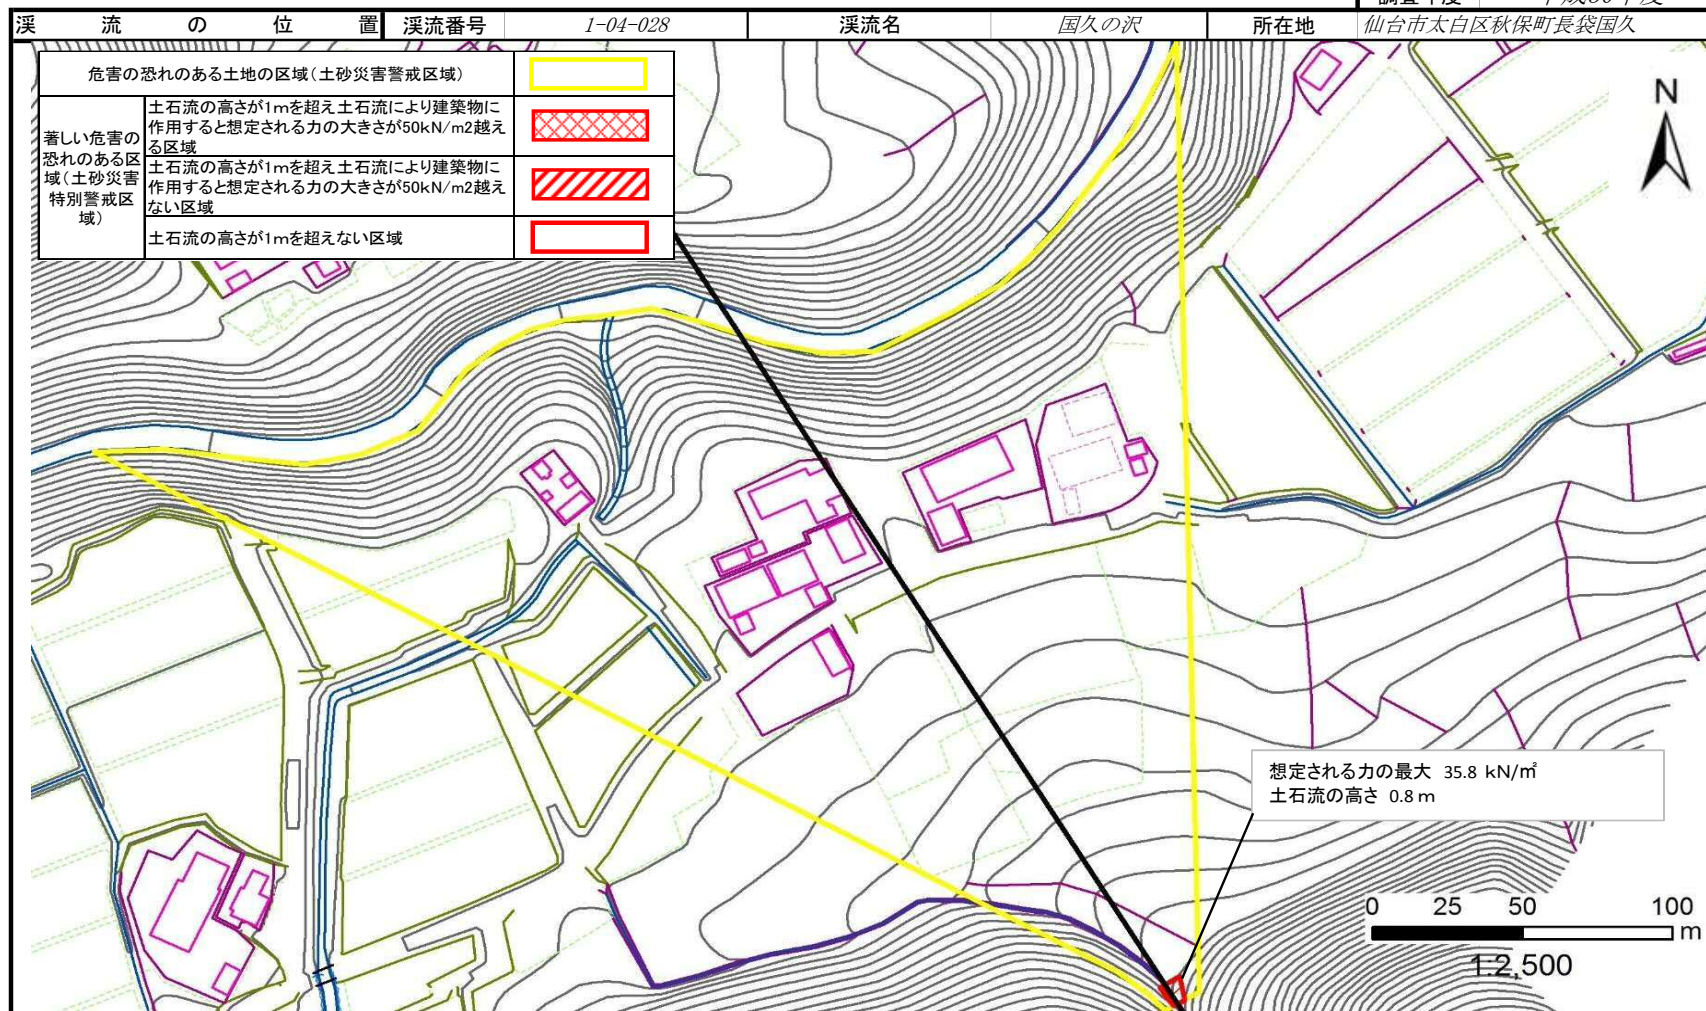 調査年度 平成30年度
渓流の位置 渓流番号 1-04-028 渓流名 国久の沢 所在地 仙台市太白区秋保町長袋国久
危害の恐れのある土地の区域(土砂災害警戒区域)
著しい危害の
恐れのある区
域(土砂災害
特別警戒区
域)
土石流の高さが1mを超え土石流により建築物に
作用すると想定される力の大きさが50kN/m2越え
る区域
土石流の高さが1mを超え土石流により建築物に
作用すると想定される力の大きさが50kN/m2越え
ない区域
土石流の高さが1mを超えない区域
N
想定される力の最大 35.8 kN/㎡
土石流の高さ 0.8 m
0 25 50 100
m
1:2,500